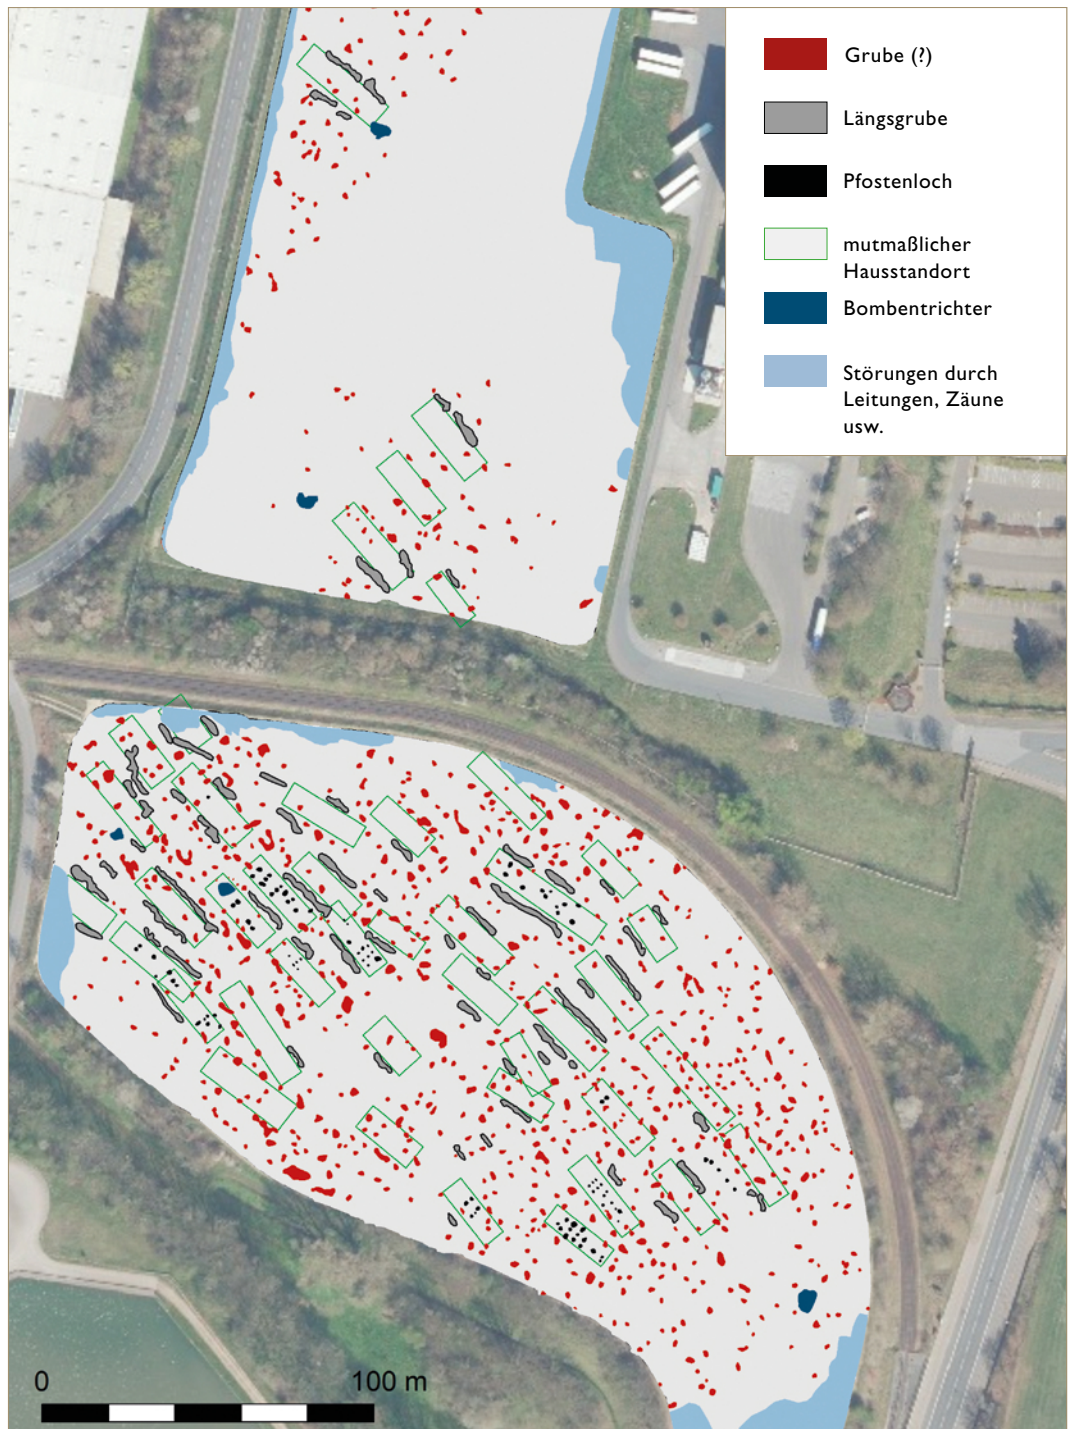 Grube (?)
Längsgrube
Pfostenloch
mutmaßlicher
Hausstandort
Bombentrichter
Störungen durch
Leitungen, Zäune
usw.
0 100 m